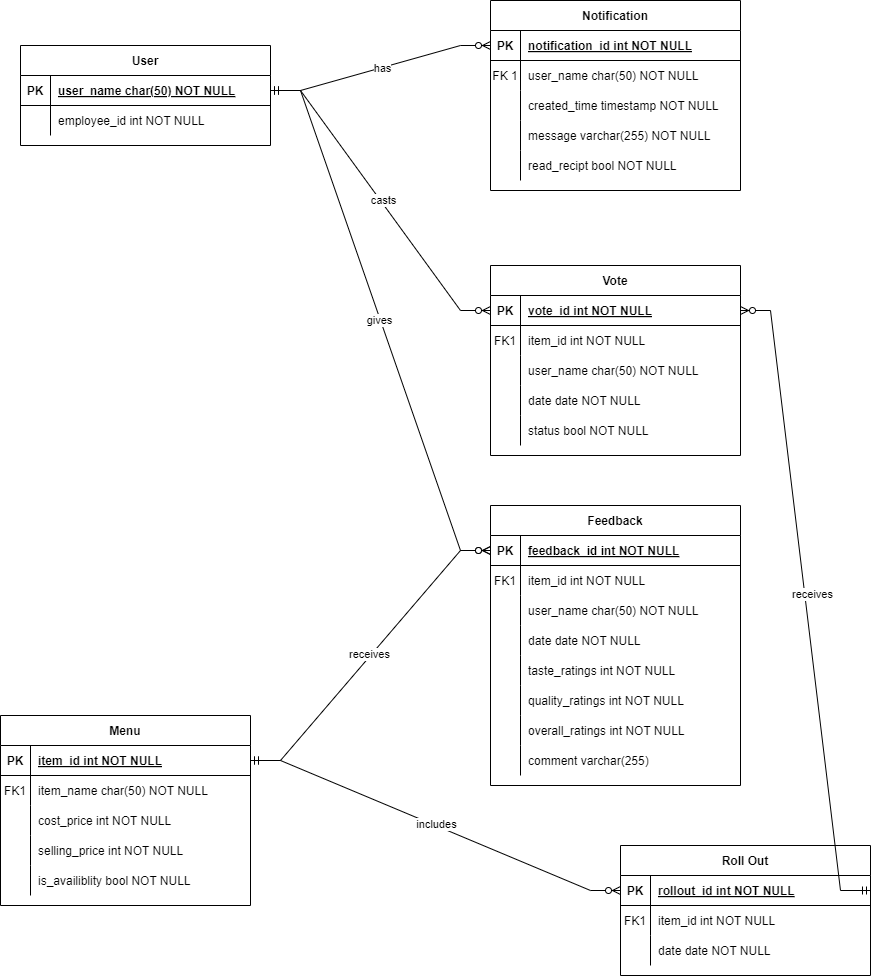 User
PK user_name char(50) NOT NULL
employee_id int NOT NULL
Notification
PK notification_id int NOT NULL
FK 1 user_name char(50) NOT NULL
created_time timestamp NOT NULL
message varchar(255) NOT NULL
read_recipt bool NOT NULL
has
casts
gives
Vote
PK vote_id int NOT NULL
FK1 item_id int NOT NULL
user_name char(50) NOT NULL
date date NOT NULL
status bool NOT NULL
Feedback
PK feedback_id int NOT NULL
FK1 item_id int NOT NULL
user_name char(50) NOT NULL
date date NOT NULL
taste_ratings int NOT NULL
quality_ratings int NOT NULL
overall_ratings int NOT NULL
comment varchar(255)
receives
receives
Menu
PK item_id int NOT NULL
FK1 item_name char(50) NOT NULL
cost_price int NOT NULL
selling_price int NOT NULL
is_availiblity bool NOT NULL
includes
Roll Out
PK rollout_id int NOT NULL
FK1 item_id int NOT NULL
date date NOT NULL